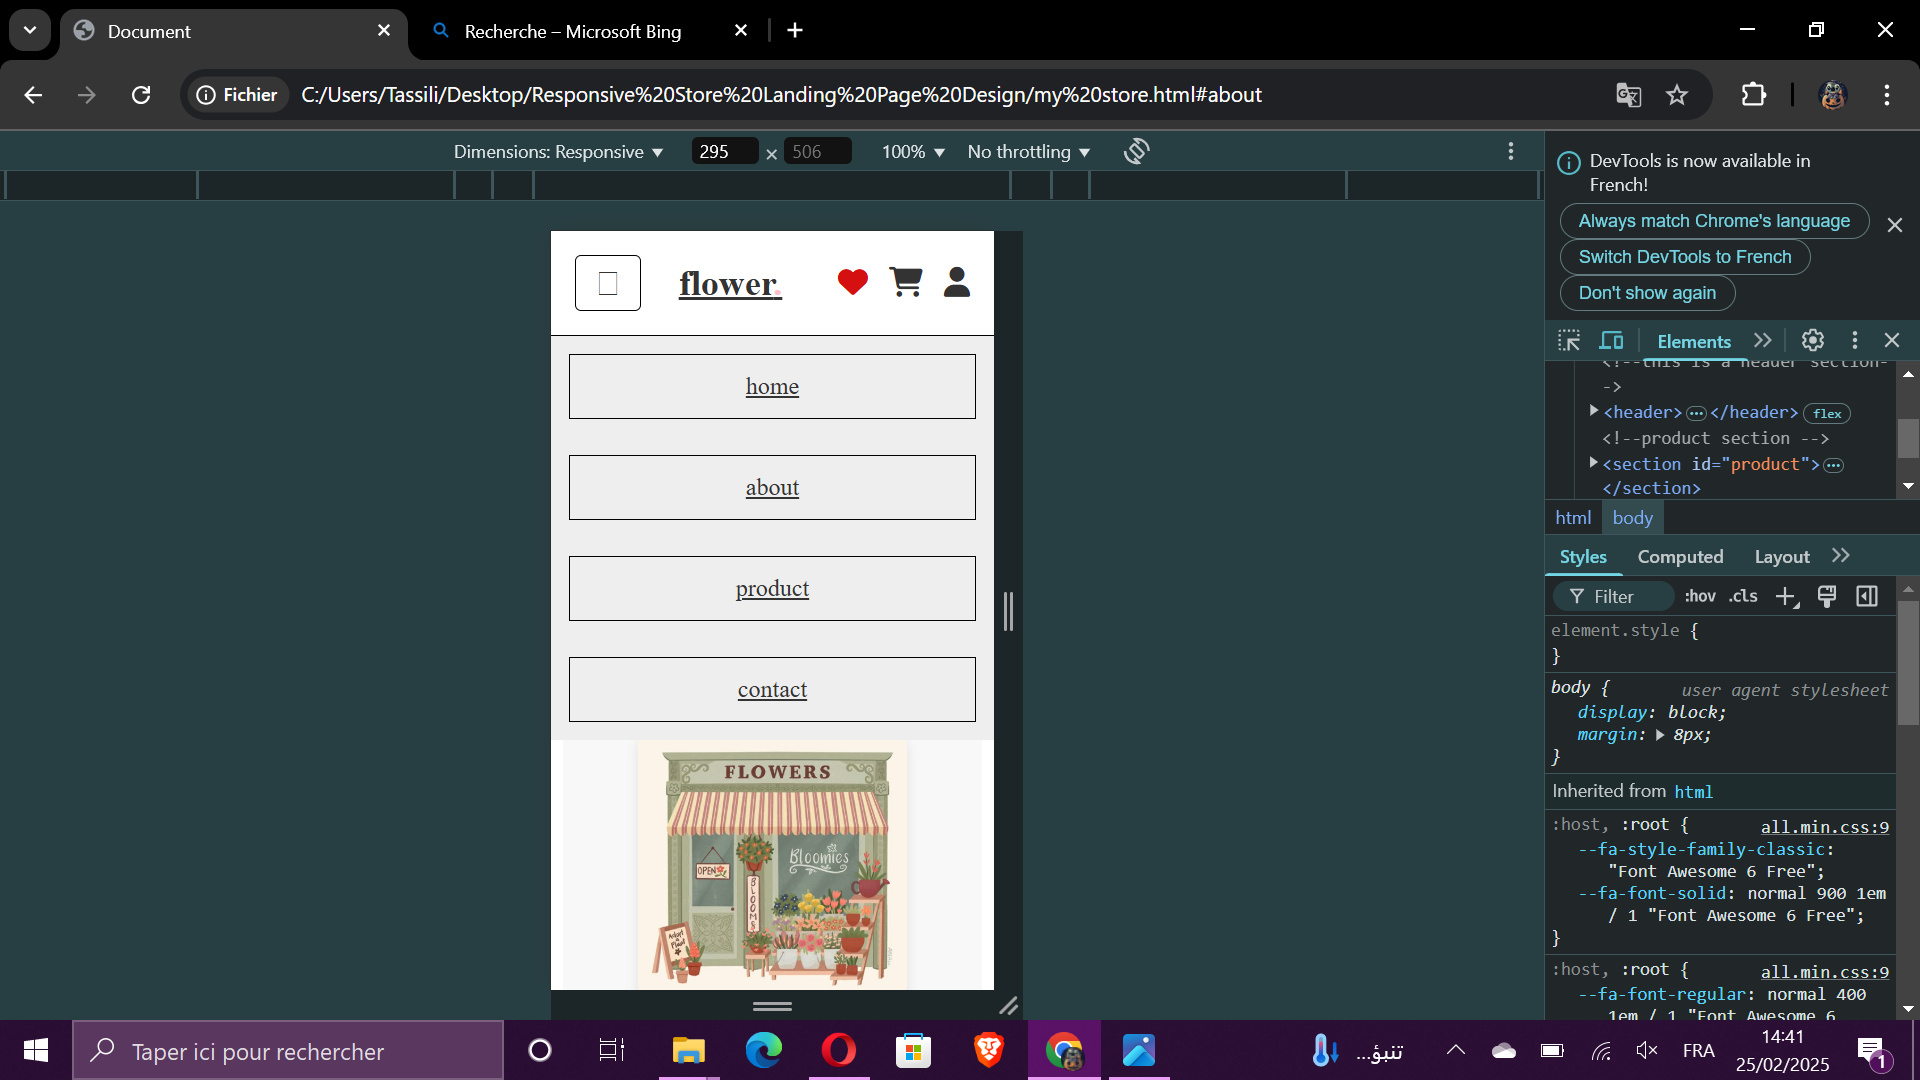 Document
Recherche – Microsoft Bing
Fichier
C:/Users/Tassili/Desktop/Responsive%20Store%20Landing%20Page%20Design/my%20store.html#about
Dimensions: Responsive
295 × 506
100%
No throttling
DevTools is now available in
French!
Always match Chrome's language
Switch DevTools to French
Don't show again
flower.
home
about
product
contact
FLOWERS
Bloomies
OPEN
BLOOMS
Adopt
a
Plant
Elements
<!--this is a header section-
->
<header> </header> flex
<!--product section -->
<section id="product">
</section>
html body
Styles Computed Layout
Filter :hov .cls
element.style {
}
body { user agent stylesheet
display: block;
margin: 8px;
}
Inherited from html
:host, :root { all.min.css:9
--fa-style-family-classic:
"Font Awesome 6 Free";
--fa-font-solid: normal 900 1em
/ 1 "Font Awesome 6 Free";
}
:host, :root { all.min.css:9
--fa-font-regular: normal 400
1em / 1 "Font Awesome 6
Taper ici pour rechercher
تنبؤ...
FRA
14:41
25/02/2025
1